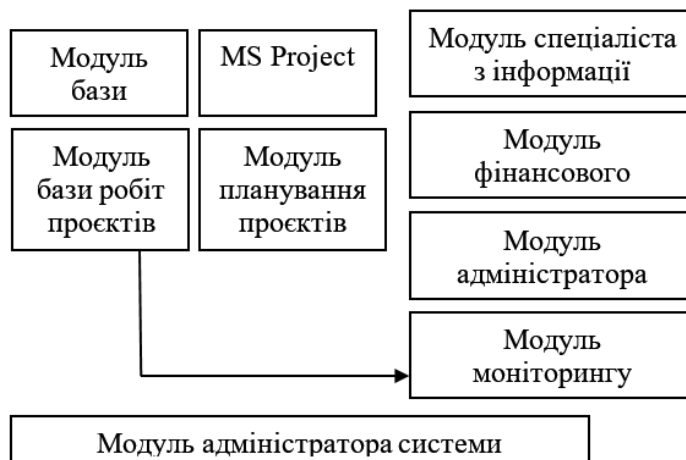 Модуль
бази
MS Project
Модуль спеціаліста
з інформації
Модуль
бази робіт
проєктів
Модуль
планування
проєктів
Модуль
фінансового
Модуль
адміністратора
Модуль
моніторингу
Модуль адміністратора системи